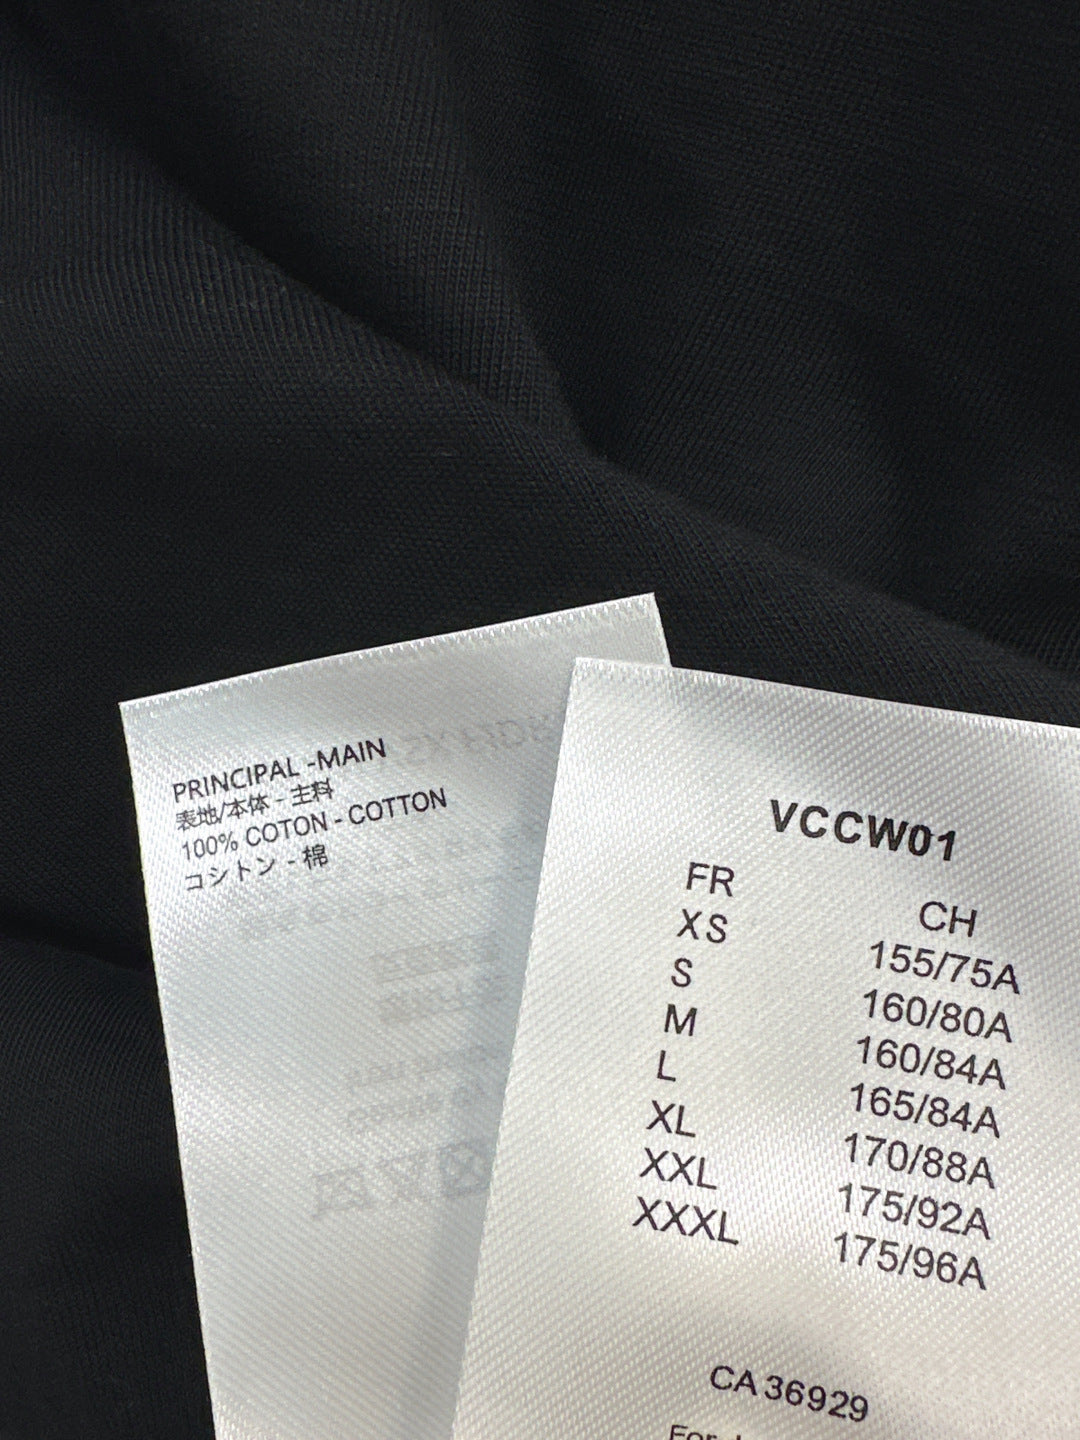 PRINCIPAL -MAIN
表地/本体 - 主料
100% COTON - COTTON
コシトン - 棉
VCCW01
FR CH
XS 155/75A
S 160/80A
M 160/84A
L 165/84A
XL 170/88A
XXL 175/92A
XXXL 175/96A
CA 36929